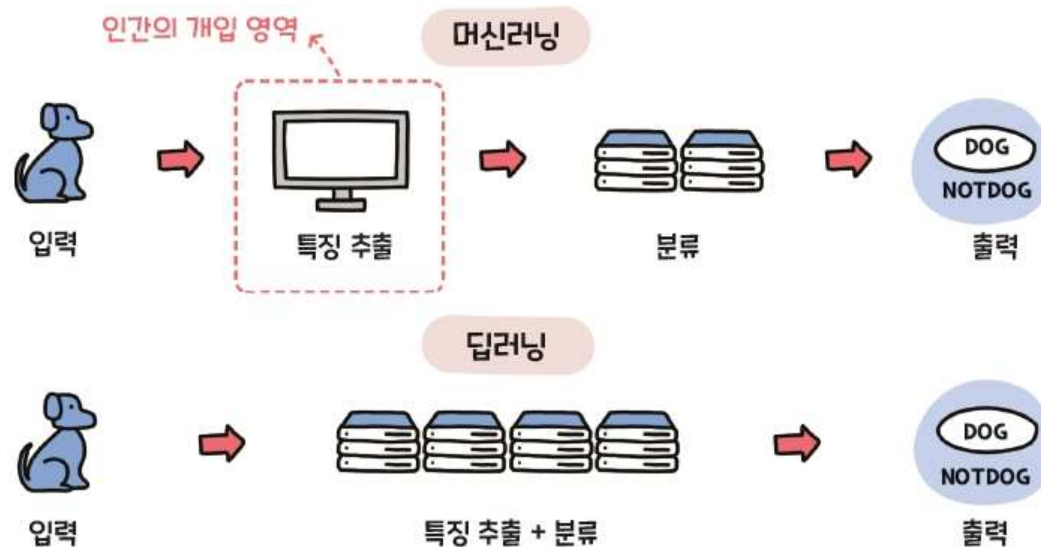 인간의 개입 영역
머신러닝
DOG
NOTDOG
입력
특징 추출
분류
출력
딥러닝
DOG
NOTDOG
입력
특징 추출 + 분류
출력